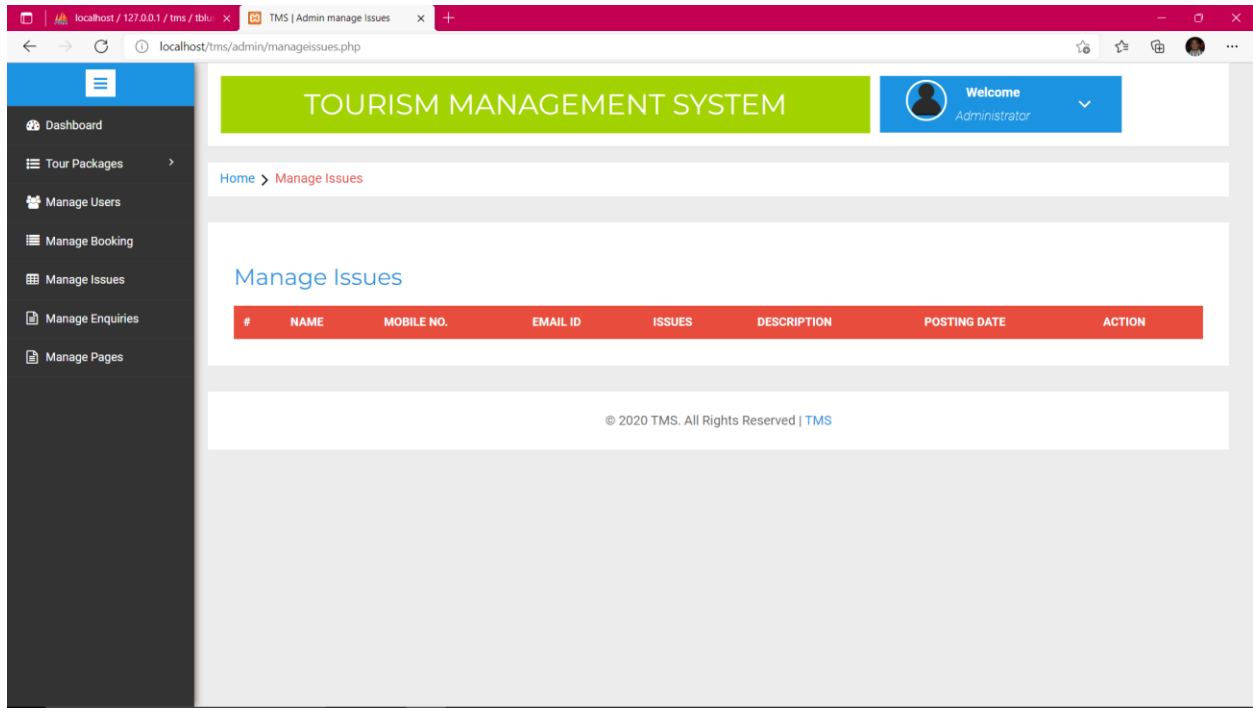 localhost / 127.0.0.1 / tms / tblu
TMS | Admin manage Issues
localhost/tms/admin/manageissues.php
TOURISM MANAGEMENT SYSTEM
Welcome
Administrator
Dashboard
Tour Packages
Manage Users
Manage Booking
Manage Issues
Manage Enquiries
Manage Pages
Home > Manage Issues
Manage Issues
# NAME MOBILE NO. EMAIL ID ISSUES DESCRIPTION POSTING DATE ACTION
© 2020 TMS. All Rights Reserved | TMS